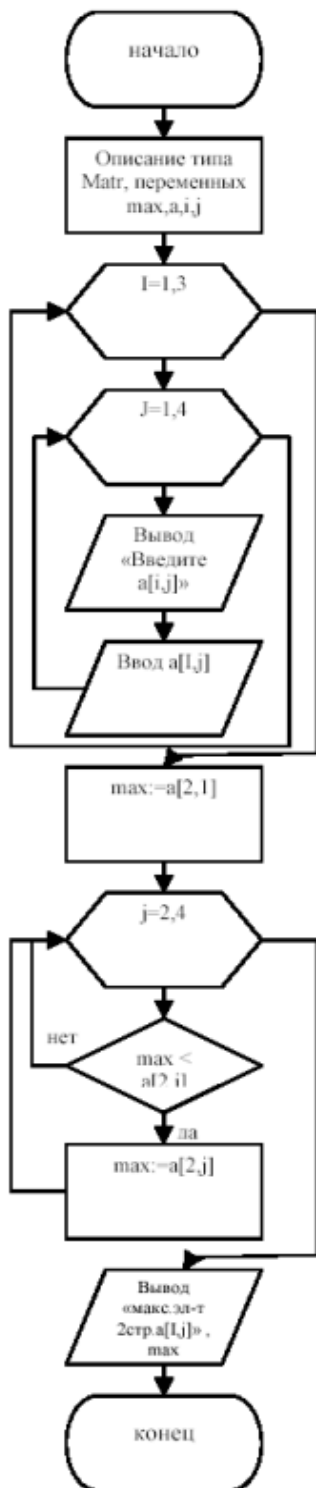 начало
Описание типа
Matr, переменных
max,a,i,j
I=1,3
J=1,4
Вывод
«Введите
a[i,j]»
Ввод a[I,j]
max:=a[2,1]
j=2,4
нет
max <
a[2,j]
да
max:=a[2,j]
Вывод
«макс.эл-т
2стр.a[I,j]» ,
max
конец